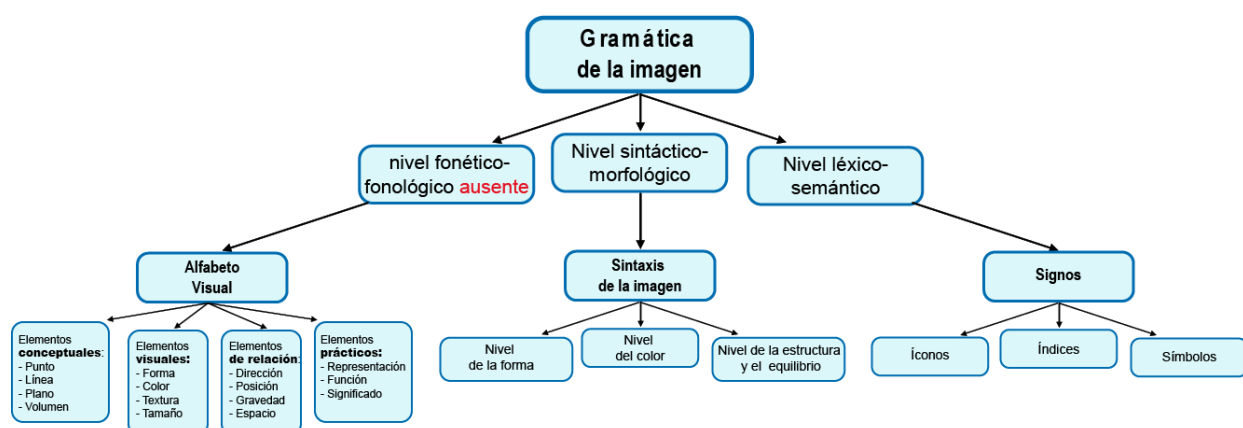 Gramática
de la imagen
nivel fonético-
fonológico ausente
Nivel sintáctico-
morfológico
Nivel léxico-
semántico
Alfabeto
Visual
Sintaxis
de la imagen
Signos
Elementos
conceptuales:
- Punto
- Línea
- Plano
- Volumen
Elementos
visuales:
- Forma
- Color
- Textura
- Tamaño
Elementos
de relación:
- Dirección
- Posición
- Gravedad
- Espacio
Elementos
prácticos:
- Representación
- Función
- Significado
Nivel
de la forma
Nivel
del color
Nivel de la estructura
y el equilibrio
Íconos
Índices
Símbolos